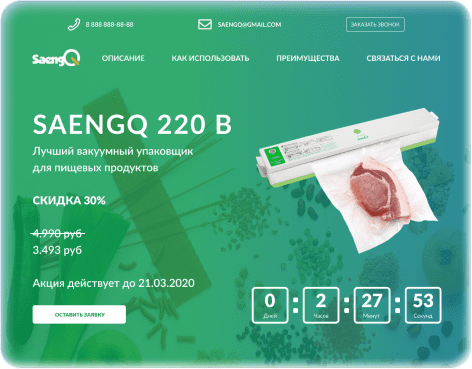 8 888 888-88-88
SAENGQ@GMAIL.COM
ЗАКАЗАТЬ ЗВОНОК
SaengQ
ОПИСАНИЕ
КАК ИСПОЛЬЗОВАТЬ
ПРЕИМУЩЕСТВА
СВЯЗАТЬСЯ С НАМИ
SAENGQ 220 В
Лучший вакуумный упаковщик
для пищевых продуктов
СКИДКА 30%
4.990 руб
3.493 руб
Акция действует до 21.03.2020
ОСТАВИТЬ ЗАЯВКУ
0 : 2 : 27 : 53
Дней Часов Минут Секунд